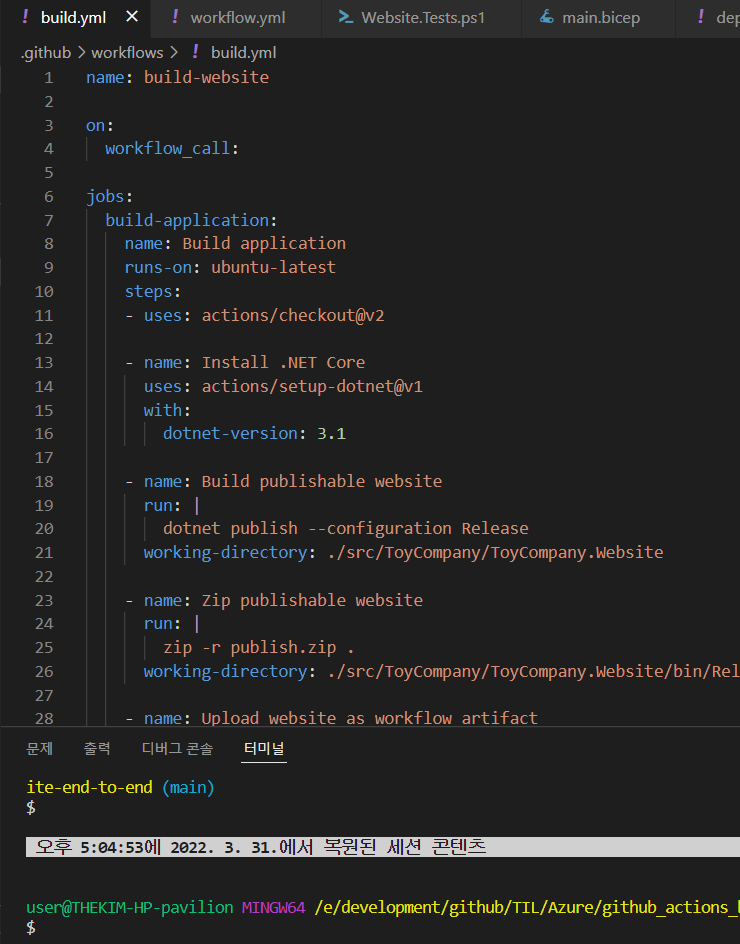 build.yml
workflow.yml
Website.Tests.ps1
main.bicep
.github > workflows > ! build.yml
1 name: build-website
2
3 on:
4 workflow_call:
5
6 jobs:
7 build-application:
8 name: Build application
9 runs-on: ubuntu-latest
10 steps:
11 - uses: actions/checkout@v2
12
13 - name: Install .NET Core
14 uses: actions/setup-dotnet@v1
15 with:
16 dotnet-version: 3.1
17
18 - name: Build publishable website
19 run: |
20 dotnet publish --configuration Release
21 working-directory: ./src/ToyCompany/ToyCompany.Website
22
23 - name: Zip publishable website
24 run: |
25 zip -r publish.zip .
26 working-directory: ./src/ToyCompany/ToyCompany.Website/bin/Rel
27
28 - name: Upload website as workflow artifact
문제 출력 디버그 콘솔 터미널
ite-end-to-end (main)
$
오후 5:04:53에 2022. 3. 31.에서 복원된 세션 콘텐츠
user@THEKIM-HP-pavilion MINGW64 /e/development/github/TIL/Azure/github_actions_
$